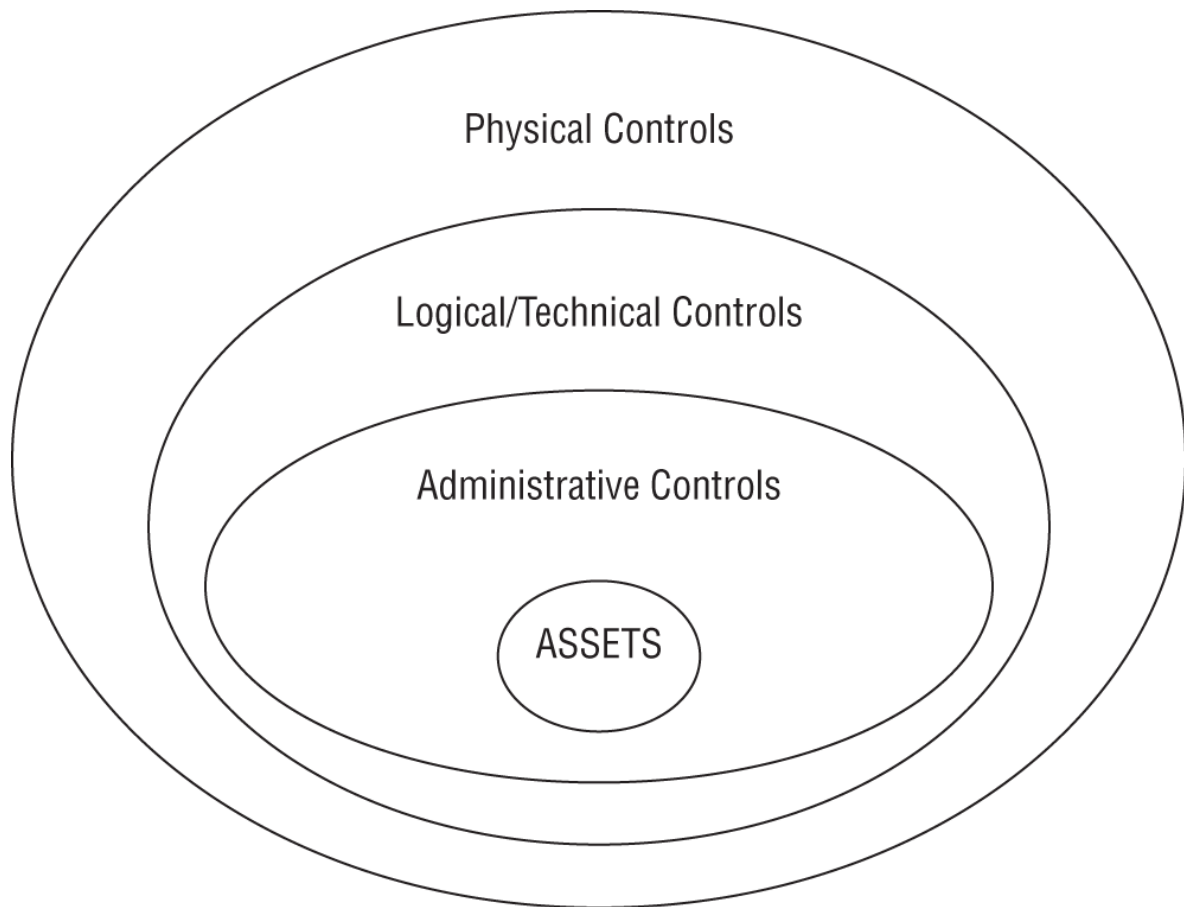 Physical Controls
Logical/Technical Controls
Administrative Controls
ASSETS